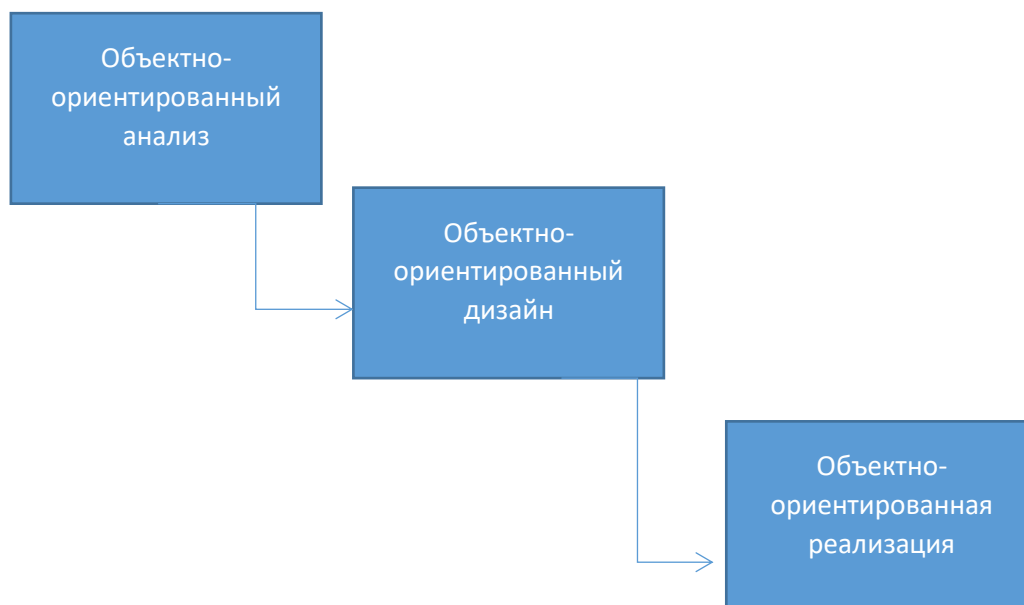 Объектно-
ориентированный
анализ
Объектно-
ориентированный
дизайн
Объектно-
ориентированная
реализация